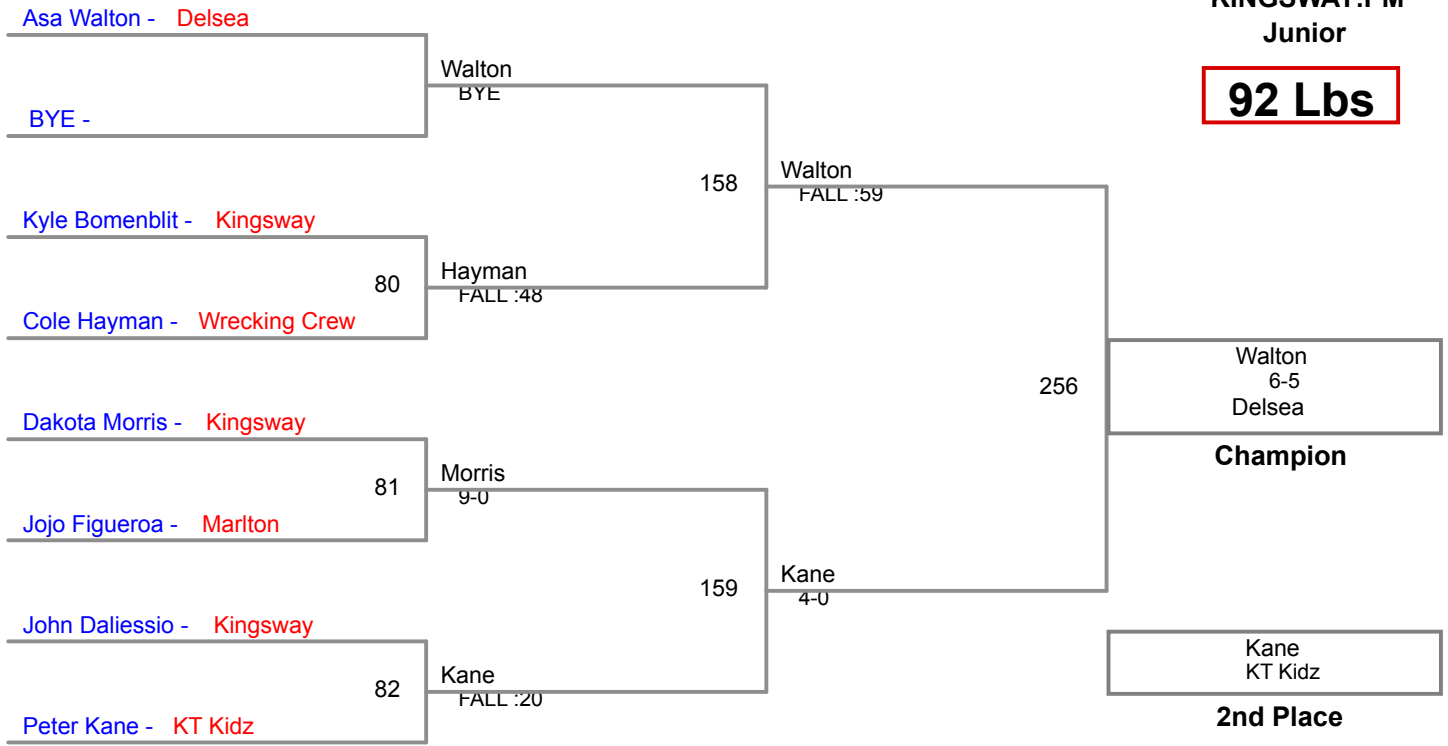 KINGSWAY.PM
Junior
92 Lbs
Asa Walton - Delsea
BYE -
Walton
BYE
Kyle Bomenblit - Kingsway
Cole Hayman - Wrecking Crew
80
Hayman
FALL :48
158
Walton
FALL :59
Dakota Morris - Kingsway
Jojo Figueroa - Marlton
81
Morris
9-0
John Daliessio - Kingsway
Peter Kane - KT Kidz
82
Kane
FALL :20
159
Kane
4-0
256
Walton
6-5
Delsea
Champion
Kane
KT Kidz
2nd Place